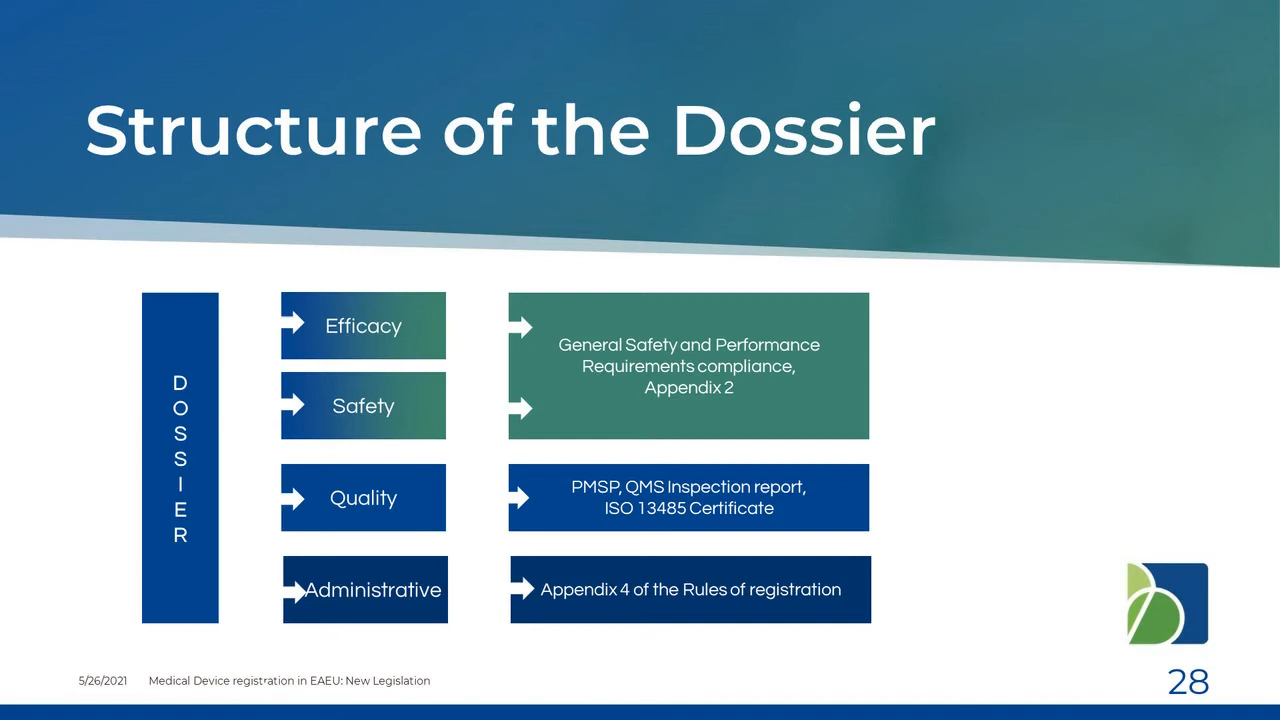 Structure of the Dossier
D
O
S
S
I
E
R
Efficacy
Safety
General Safety and Performance
Requirements compliance,
Appendix 2
Quality
PMSP, QMS Inspection report,
ISO 13485 Certificate
Administrative
Appendix 4 of the Rules of registration
5/26/2021
Medical Device registration in EAEU: New Legislation
28